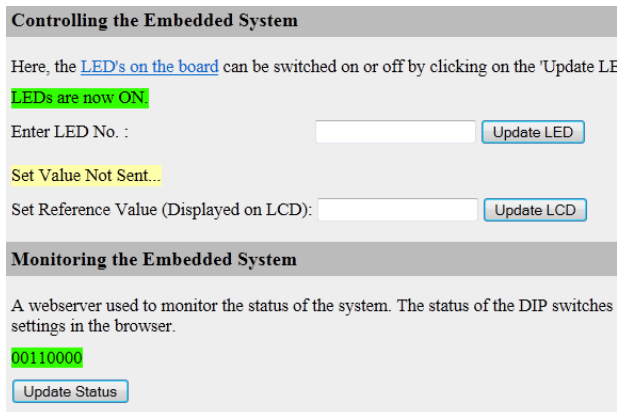 Controlling the Embedded System
Here, the LED's on the board can be switched on or off by clicking on the 'Update LE
LEDs are now ON.
Enter LED No. : Update LED
Set Value Not Sent...
Set Reference Value (Displayed on LCD): Update LCD
Monitoring the Embedded System
A webserver used to monitor the status of the system. The status of the DIP switches
settings in the browser.
00110000
Update Status